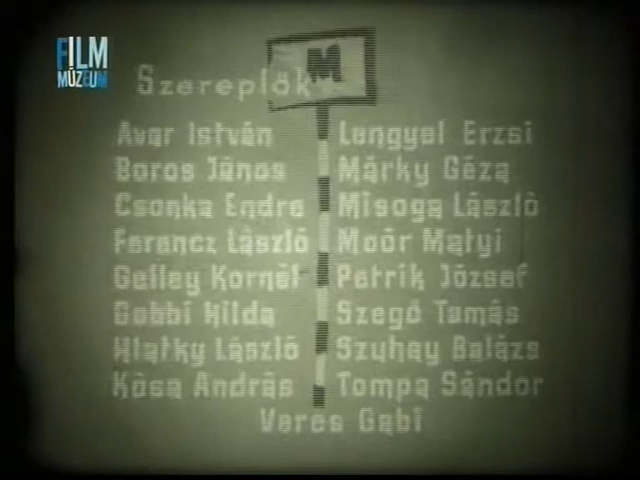 FILM
MÚZEUM
M
Szereplők
Avar István
Boros János
Csonka Endre
Ferencz László
Gelley Kornél
Gobbi Hilda
Hlatky László
Kósa András
Lengyel Erzsi
Márky Géza
Misoga László
Moór Matyi
Petrik József
Szegő Tamás
Szuhay Balázs
Tompa Sándor
Veres Gabi